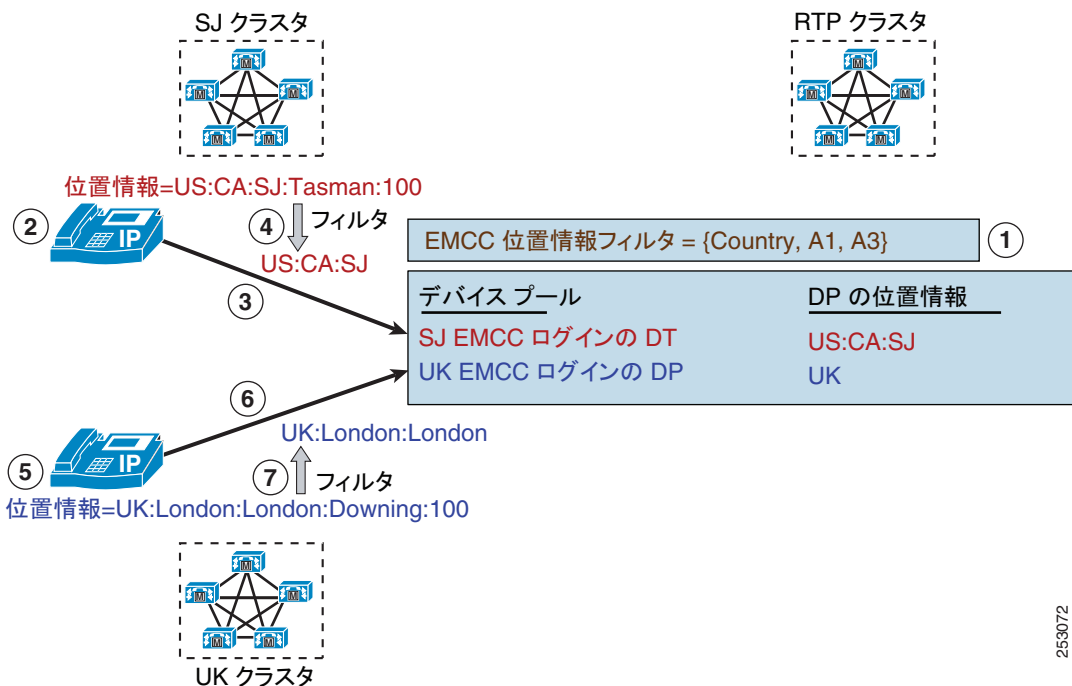 SJ クラスタ
RTP クラスタ
M
M
M
M
M
M
M
M
M
M
位置情報=US:CA:SJ:Tasman:100
2
IP
4
フィルタ
US:CA:SJ
3
EMCC 位置情報フィルタ = {Country, A1, A3}
1
デバイス プール
DP の位置情報
SJ EMCC ログインの DT
US:CA:SJ
UK EMCC ログインの DP
UK
6
UK:London:London
5
IP
7
フィルタ
位置情報=UK:London:London:Downing:100
M
M
M
M
M
UK クラスタ
253072